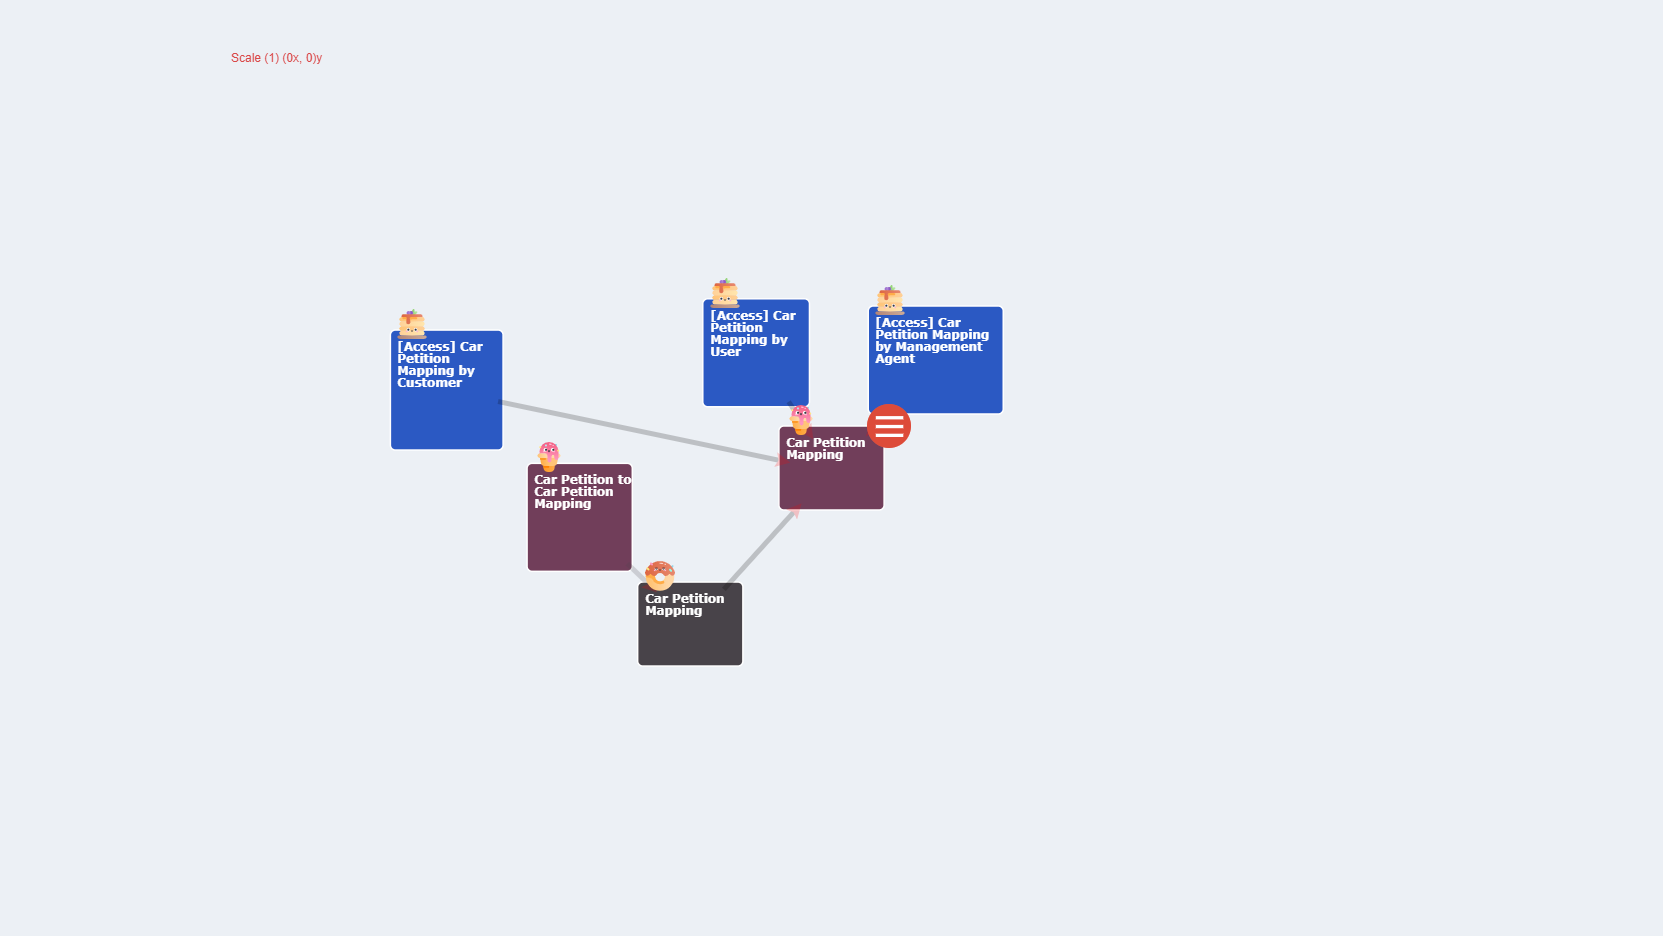 Scale (1) (0x, 0)y
[Access] Car
Petition
Mapping by
User
[Access] Car
Petition Mapping
by Management
Agent
[Access] Car
Petition
Mapping by
Customer
Car Petition
Mapping
Car Petition to
Car Petition
Mapping
Car Petition
Mapping